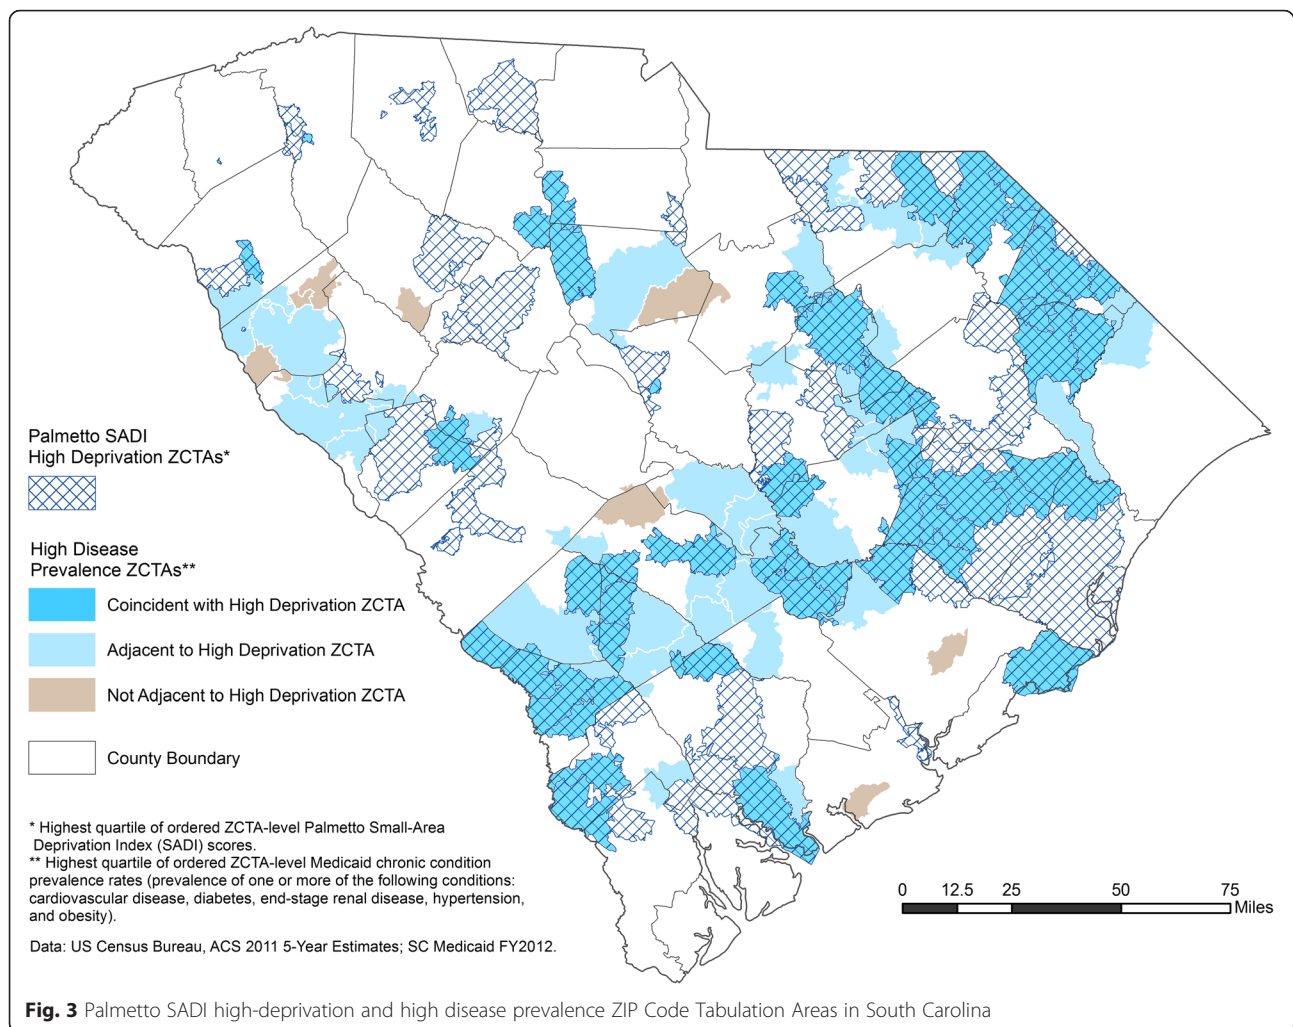 Palmetto SADI
High Deprivation ZCTAs*
High Disease
Prevalence ZCTAs**
Coincident with High Deprivation ZCTA
Adjacent to High Deprivation ZCTA
Not Adjacent to High Deprivation ZCTA
County Boundary
* Highest quartile of ordered ZCTA-level Palmetto Small-Area
Deprivation Index (SADI) scores.
** Highest quartile of ordered ZCTA-level Medicaid chronic condition
prevalence rates (prevalence of one or more of the following conditions:
cardiovascular disease, diabetes, end-stage renal disease, hypertension,
and obesity).
Data: US Census Bureau, ACS 2011 5-Year Estimates; SC Medicaid FY2012.
0 12.5 25 50 75
Miles
Fig. 3 Palmetto SADI high-deprivation and high disease prevalence ZIP Code Tabulation Areas in South Carolina